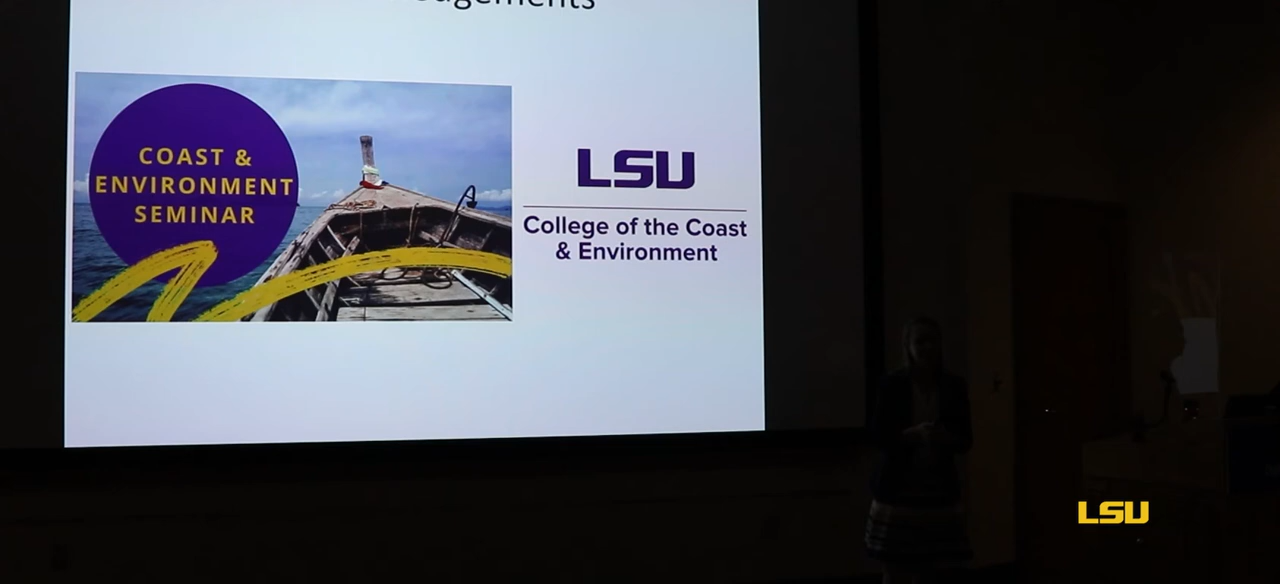 COAST &
ENVIRONMENT
SEMINAR
LSU
College of the Coast
& Environment
LSU